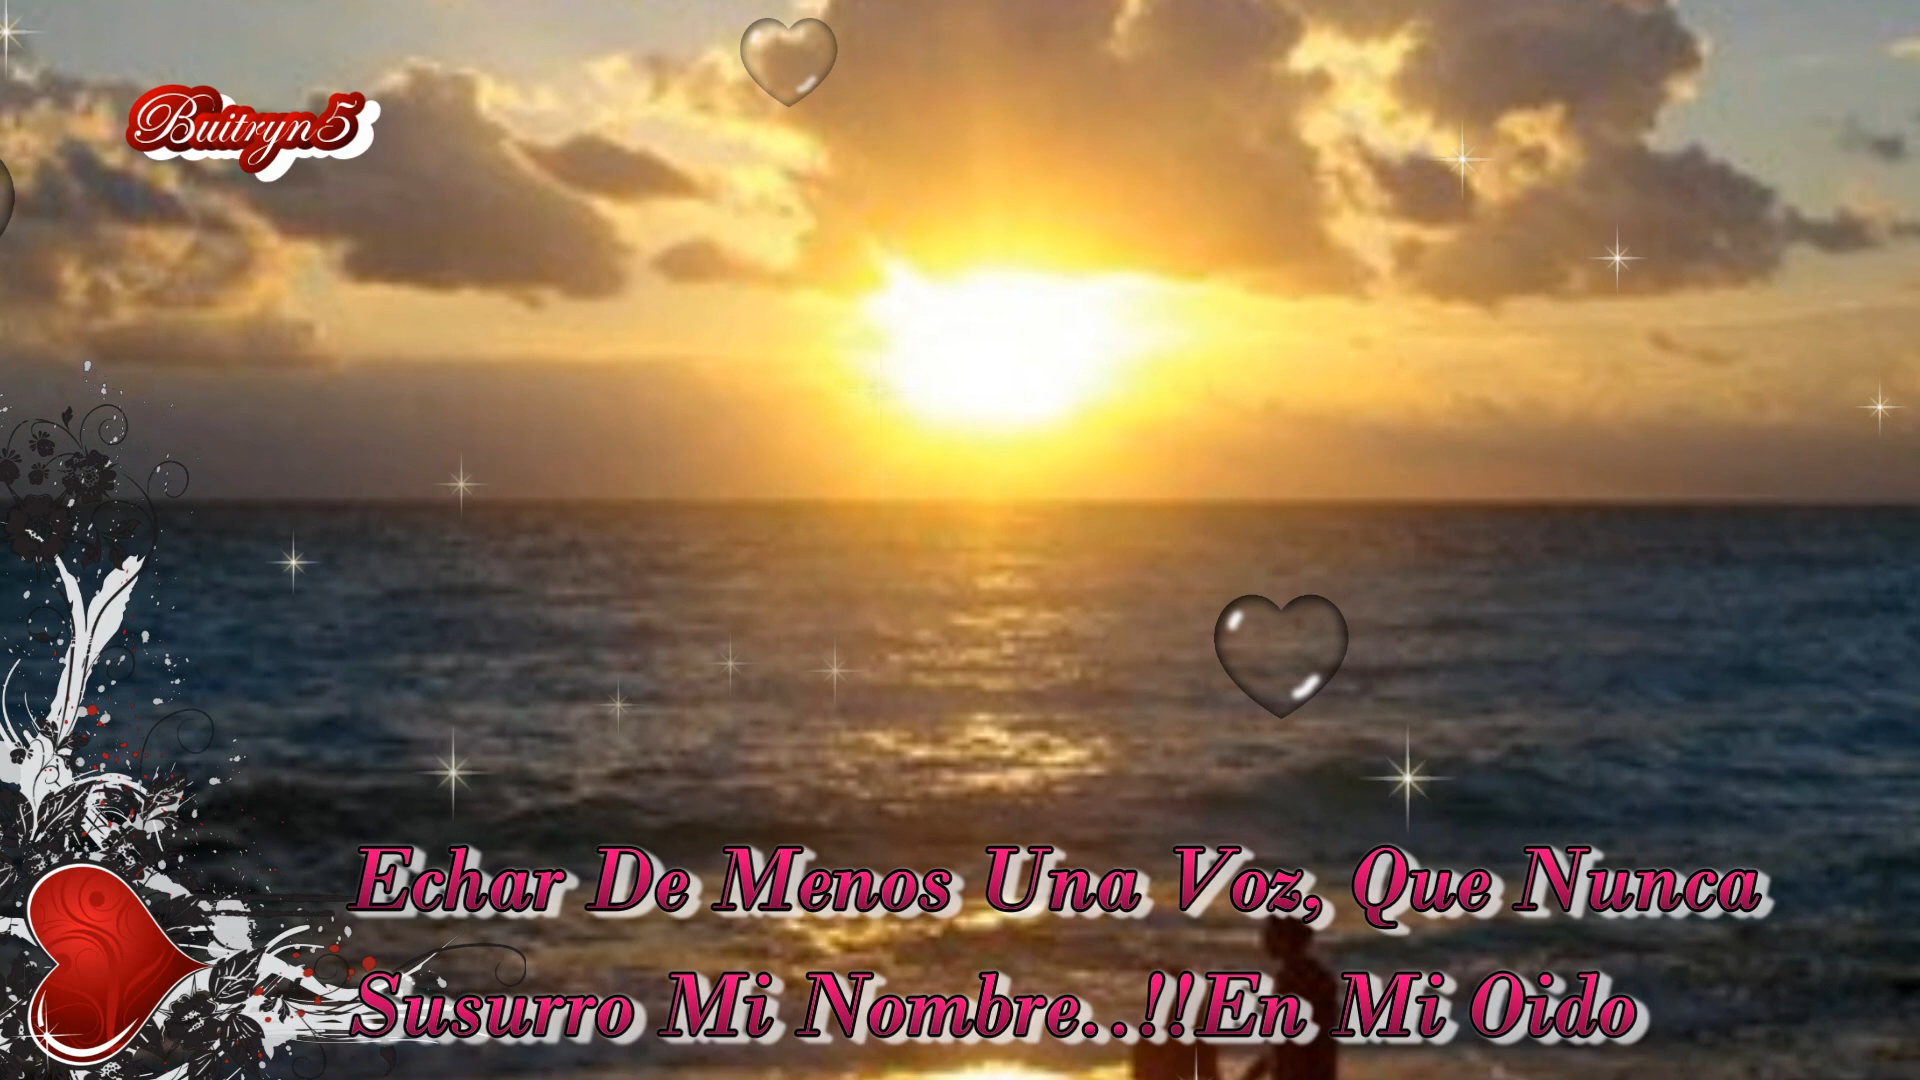 Buitryn5
Echar De Menos Una Voz, Que Nunca
Susurro Mi Nombre..!!En Mi Oido